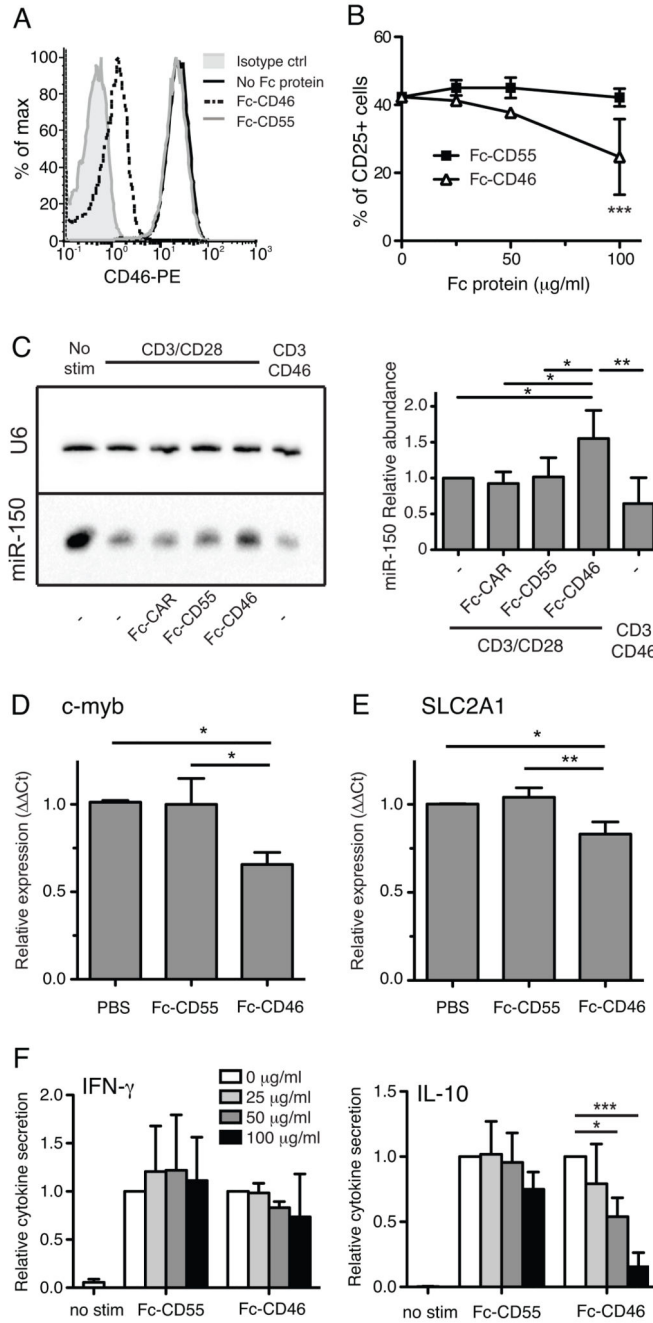 A
% of max
100
80
60
40
20
0
10-1
100
101
102
103
CD46-PE
Isotype ctrl
No Fc protein
Fc-CD46
Fc-CD55
B
% of CD25+ cells
60
40
20
0
Fc-CD55
Fc-CD46
***
0
50
100
Fc protein (μg/ml)
C
No stim
CD3/CD28
CD3 CD46
U6
miR-150
-
-
Fc-CAR
Fc-CD55
Fc-CD46
-
miR-150 Relative abundance
2.0
1.5
1.0
0.5
0
*
**
*
*
-
Fc-CAR
Fc-CD55
Fc-CD46
-
CD3/CD28
CD3 CD46
D
c-myb
Relative expression (ΔΔCt)
1.0
0.5
0.0
*
*
PBS
Fc-CD55
Fc-CD46
E
SLC2A1
Relative expression (ΔΔCt)
1.0
0.5
0.0
*
**
PBS
Fc-CD55
Fc-CD46
F
IFN-γ
Relative cytokine secretion
2.0
1.5
1.0
0.5
0.0
0 μg/ml
25 μg/ml
50 μg/ml
100 μg/ml
no stim
Fc-CD55
Fc-CD46
IL-10
Relative cytokine secretion
1.5
1.0
0.5
0.0
***
*
no stim
Fc-CD55
Fc-CD46